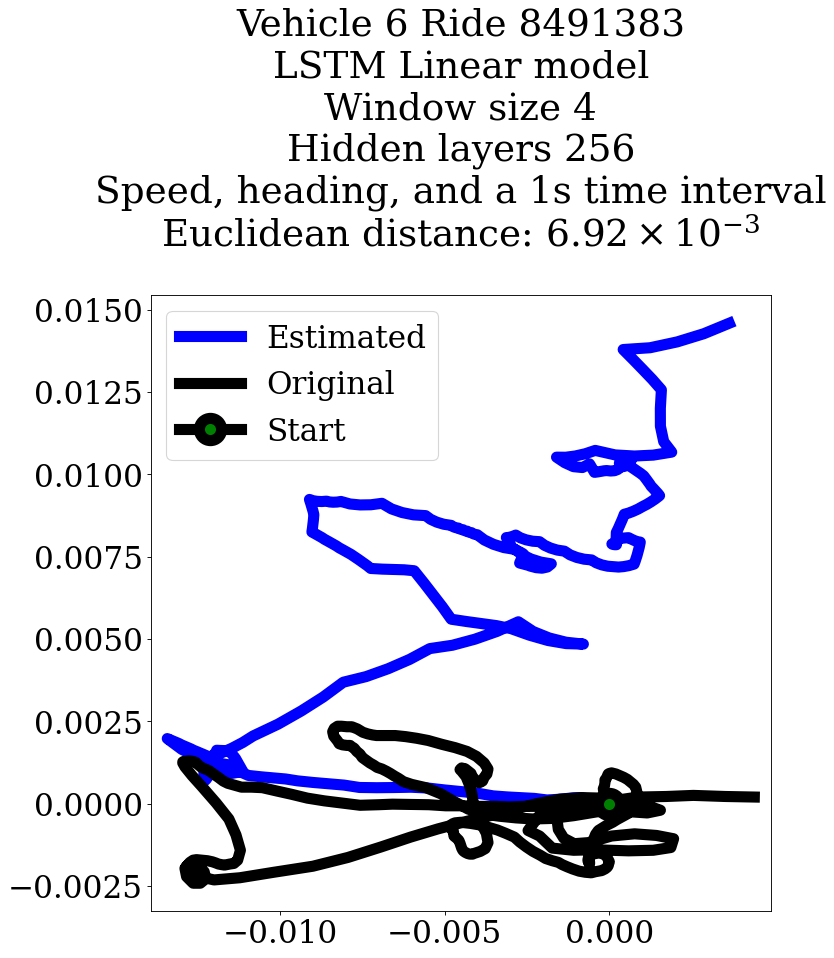 Vehicle 6 Ride 8491383
LSTM Linear model
Window size 4
Hidden layers 256
Speed, heading, and a 1s time interval
Euclidean distance: 6.92 × 10⁻³
0.0150
0.0125
0.0100
0.0075
0.0050
0.0025
0.0000
−0.0025
Estimated
Original
Start
−0.010 −0.005 0.000